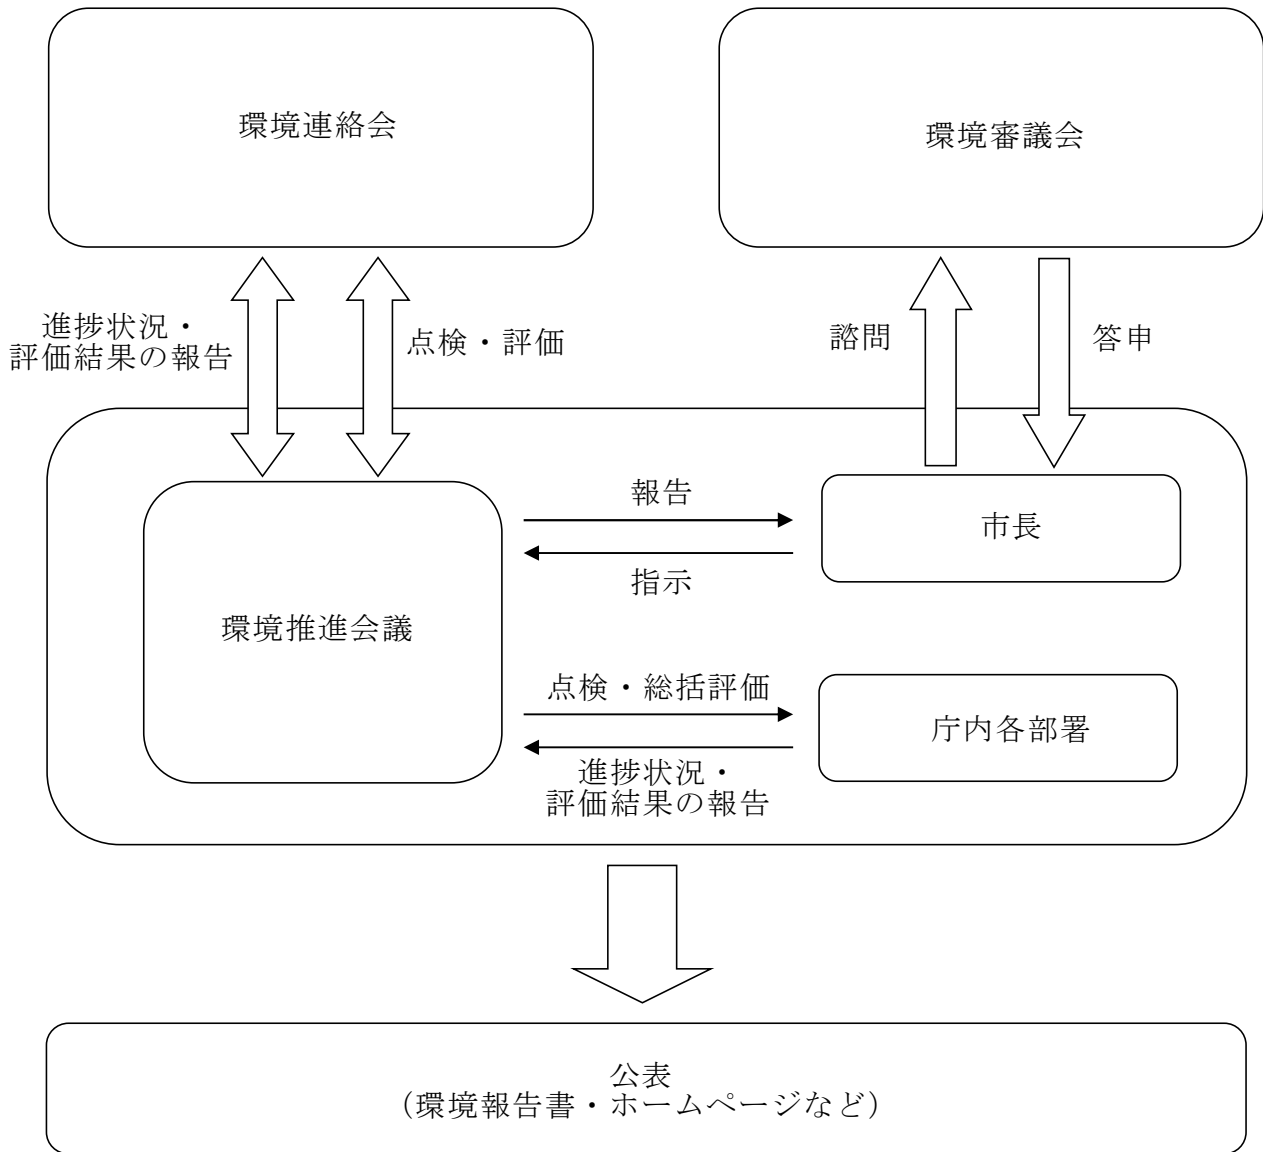 環境連絡会
環境審議会
進捗状況・
評価結果の報告
点検・評価
諮問
答申
報告
市長
指示
環境推進会議
点検・総括評価
庁内各部署
進捗状況・
評価結果の報告
公表
（環境報告書・ホームページなど）